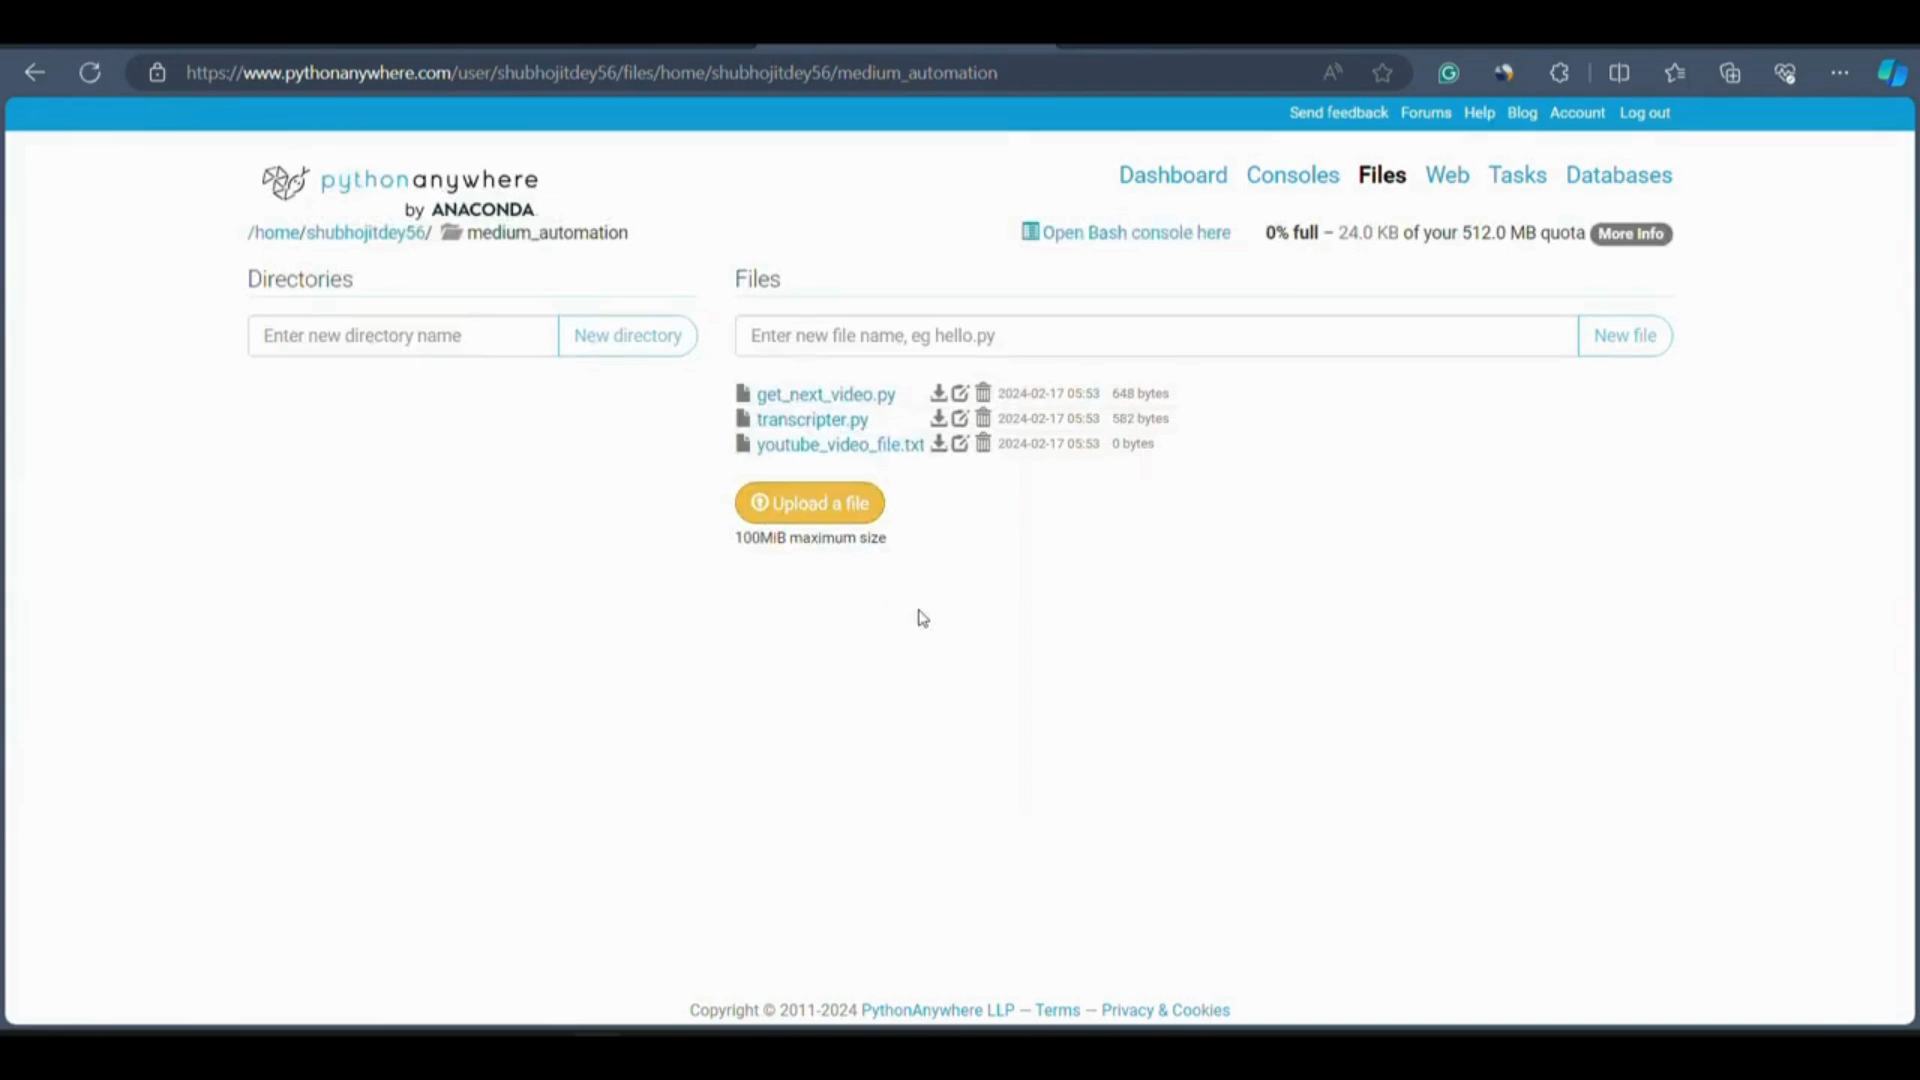 https://www.pythonanywhere.com/user/shubhojitdey56/files/home/shubhojitdey56/medium_automation
Send feedback Forums Help Blog Account Log out
pythonanywhere
by ANACONDA
Dashboard Consoles Files Web Tasks Databases
/home/shubhojitdey56/ medium_automation
Open Bash console here 0% full – 24.0 KB of your 512.0 MB quota More Info
Directories
Files
Enter new directory name New directory
Enter new file name, eg hello.py New file
get_next_video.py 2024-02-17 05:53 648 bytes
transcripter.py 2024-02-17 05:53 582 bytes
youtube_video_file.txt 2024-02-17 05:53 0 bytes
Upload a file
100MiB maximum size
Copyright © 2011-2024 PythonAnywhere LLP — Terms — Privacy & Cookies